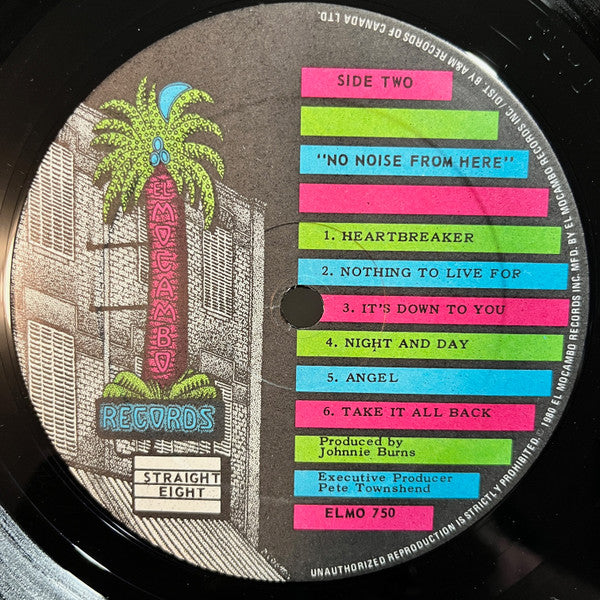 EL MOCAMBO
RECORDS
STRAIGHT
EIGHT
SIDE TWO
"NO NOISE FROM HERE"
1. HEARTBREAKER
2. NOTHING TO LIVE FOR
3. IT'S DOWN TO YOU
4. NIGHT AND DAY
5. ANGEL
6. TAKE IT ALL BACK
Produced by
Johnnie Burns
Executive Producer
Pete Townshend
ELMO 750
UNAUTHORIZED REPRODUCTION IS STRICTLY PROHIBITED. © 1980 EL MOCAMBO RECORDS INC. MFD. BY EL MOCAMBO RECORDS INC/DIST. BY A&M RECORDS OF CANADA LTD.